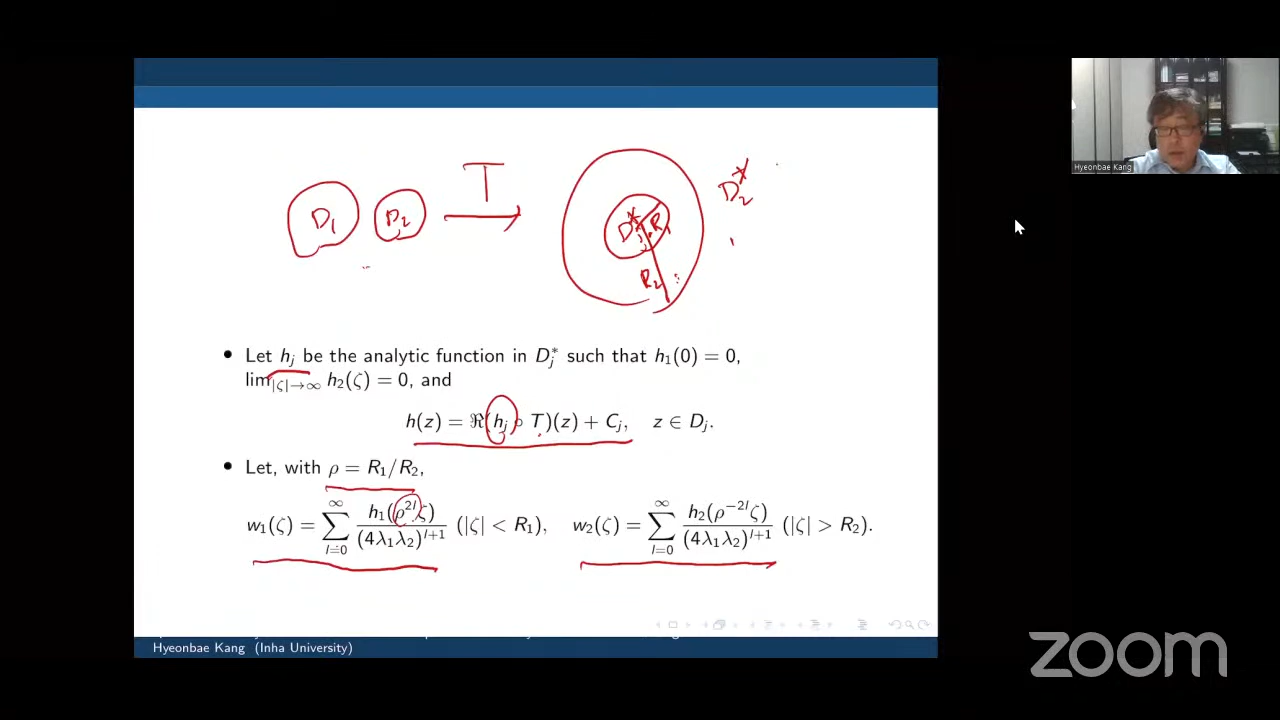 T
D₁ D₂
D₁* R₁
R₂
D₂*
Hyeonbae Kang
• Let hⱼ be the analytic function in Dⱼ* such that h₁(0) = 0,
lim|ζ|→∞ h₂(ζ) = 0, and
h(z) = ℜ(hⱼ ∘ T)(z) + Cⱼ, z ∈ Dⱼ.
• Let, with ρ = R₁/R₂,
w₁(ζ) = ∑_{l=0}^{∞} h₁(ρ^{2l}ζ)/(4λ₁λ₂)^{l+1} (|ζ| < R₁), w₂(ζ) = ∑_{l=0}^{∞} h₂(ρ^{−2l}ζ)/(4λ₁λ₂)^{l+1} (|ζ| > R₂).
Hyeonbae Kang (Inha University)
zoom